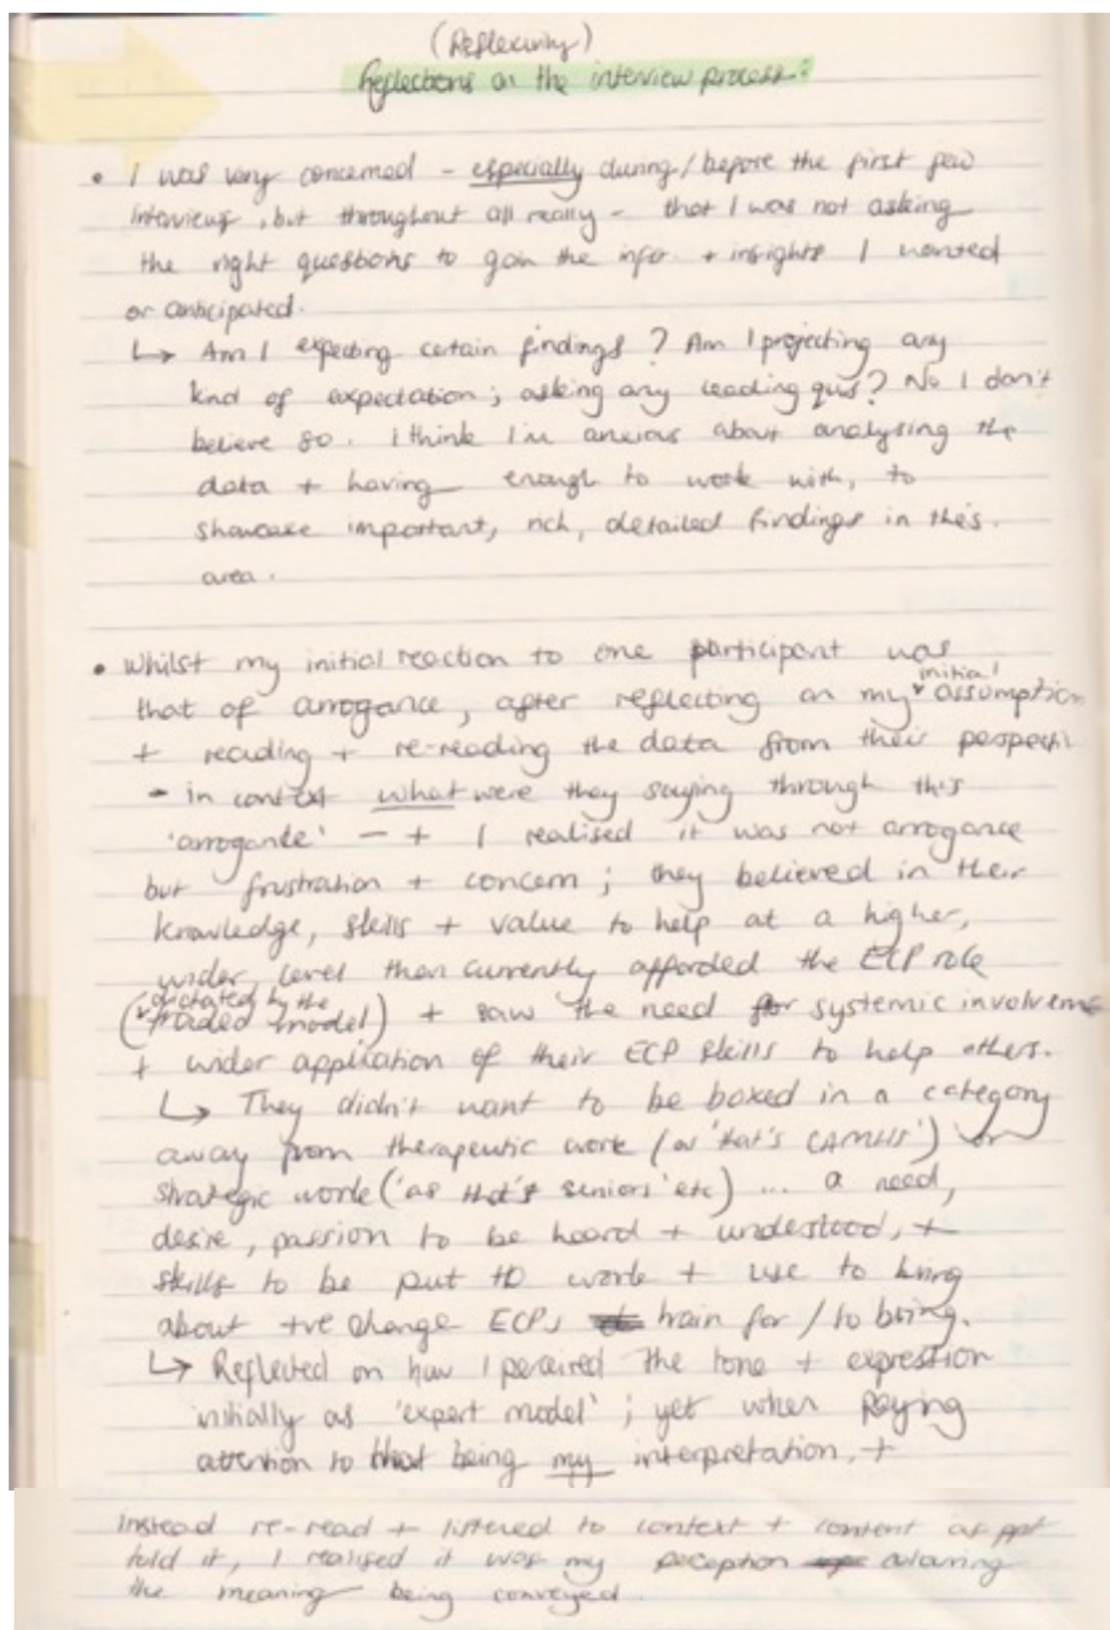 (Reflexivity)
Reflections on the interview process:
• I was very concerned - especially during/before the first few
interviews, but throughout all really - that I was not asking
the right questions to gain the info + insights I wanted
or anticipated.
↳ Am I expecting certain findings? Am I projecting any
kind of expectation; asking any leading qus? No I don't
believe so. I think I'm anxious about analysing the
data + having enough to work with, to
showcase important, rich, detailed findings in this
area.
• Whilst my initial reaction to one participant was
that of arrogance, after reflecting on my initial assumption
+ reading + re-reading the data from their perspecti
- in context what were they saying through this
'arrogance' - + I realised it was not arrogance
but frustration + concern; they believed in their
knowledge, skills + value to help at a higher,
wider level than currently afforded the ECP role
(dictated by the traded model) + saw the need for systemic involveme
+ wider application of their ECP skills to help others.
↳ They didn't want to be boxed in a category
away from therapeutic work (as 'that's CAMHS') or
strategic work ('as that's seniors' etc) ... a need,
desire, passion to be heard + understood, +
skills to be put to work + use to bring
about +ve change ECPs train for / to bring.
↳ Reflected on how I perceived the tone + expression
initially as 'expert model'; yet when paying
attention to that being my interpretation, +
instead re-read + listened to context + content as ppt
told it, I realised it was my perception colouring
the meaning being conveyed.